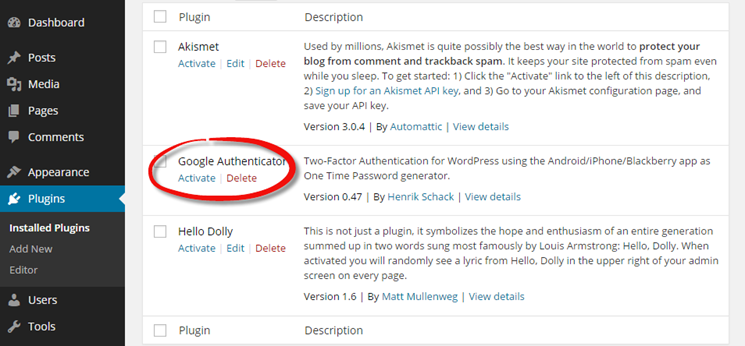 Dashboard
Posts
Media
Pages
Comments
Appearance
Plugins
Installed Plugins
Add New
Editor
Users
Tools
Plugin Description
Akismet
Activate | Edit | Delete
Used by millions, Akismet is quite possibly the best way in the world to protect your
blog from comment and trackback spam. It keeps your site protected from spam even
while you sleep. To get started: 1) Click the "Activate" link to the left of this description,
2) Sign up for an Akismet API key, and 3) Go to your Akismet configuration page, and
save your API key.
Version 3.0.4 | By Automattic | View details
Google Authenticator
Activate | Delete
Two-Factor Authentication for WordPress using the Android/iPhone/Blackberry app as
One Time Password generator.
Version 0.47 | By Henrik Schack | View details
Hello Dolly
Activate | Edit | Delete
This is not just a plugin, it symbolizes the hope and enthusiasm of an entire generation
summed up in two words sung most famously by Louis Armstrong: Hello, Dolly. When
activated you will randomly see a lyric from Hello, Dolly in the upper right of your admin
screen on every page.
Version 1.6 | By Matt Mullenweg | View details
Plugin Description